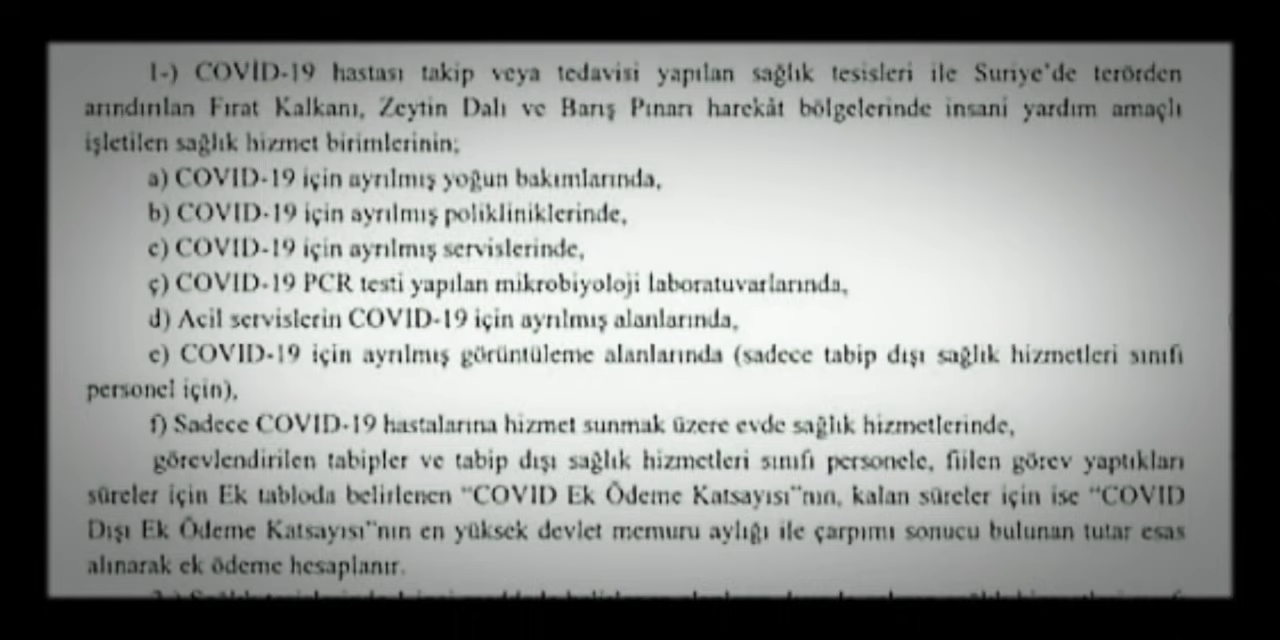 1-) COVİD-19 hastası takip veya tedavisi yapılan sağlık tesisleri ile Suriye'de terörden
arındırılan Fırat Kalkanı, Zeytin Dalı ve Barış Pınarı harekât bölgelerinde insani yardım amaçlı
işletilen sağlık hizmet birimlerinin;
a) COVID-19 için ayrılmış yoğun bakımlarında,
b) COVID-19 için ayrılmış polikliniklerinde,
c) COVID-19 için ayrılmış servislerinde,
ç) COVID-19 PCR testi yapılan mikrobiyoloji laboratuvarlarında,
d) Acil servislerin COVID-19 için ayrılmış alanlarında,
e) COVID-19 için ayrılmış görüntüleme alanlarında (sadece tabip dışı sağlık hizmetleri sınıfı
personel için),
f) Sadece COVID-19 hastalarına hizmet sunmak üzere evde sağlık hizmetlerinde,
görevlendirilen tabipler ve tabip dışı sağlık hizmetleri sınıfı personele, fiilen görev yaptıkları
süreler için Ek tabloda belirlenen "COVID Ek Ödeme Katsayısı"nın, kalan süreler için ise "COVID
Dışı Ek Ödeme Katsayısı"nın en yüksek devlet memuru aylığı ile çarpımı sonucu bulunan tutar esas
alınarak ek ödeme hesaplanır.